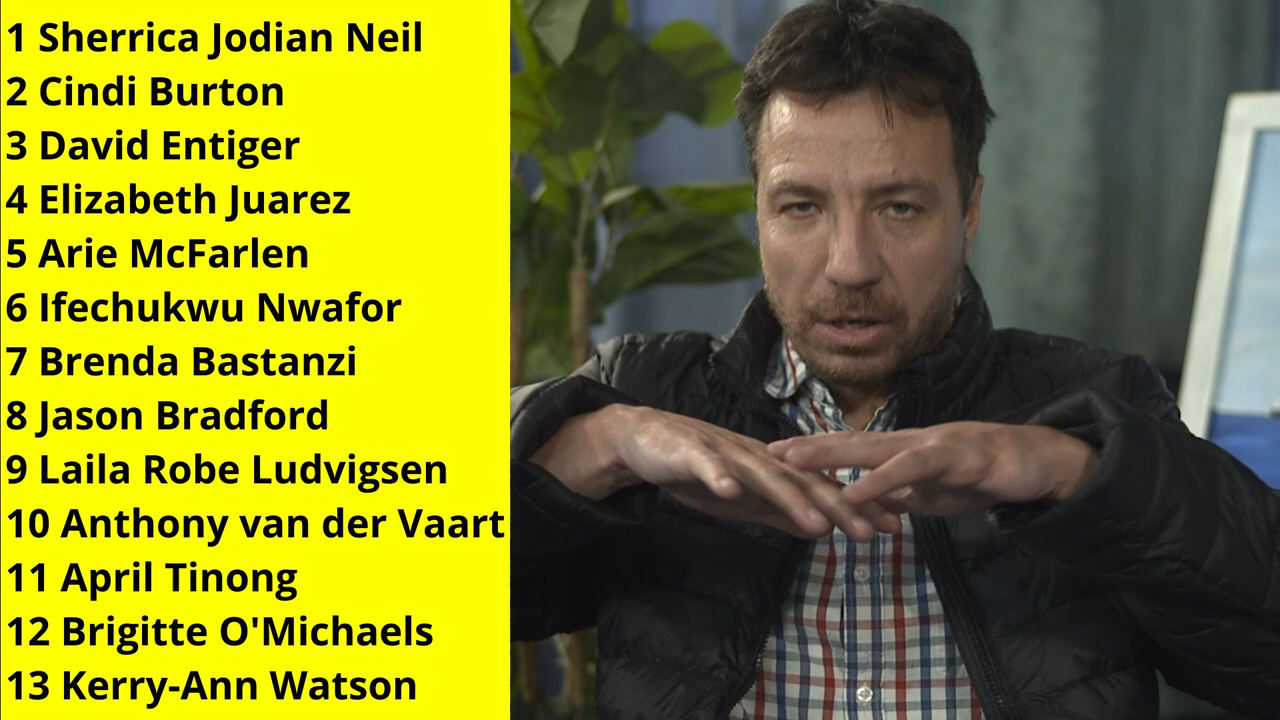 1 Sherrica Jodian Neil
2 Cindi Burton
3 David Entiger
4 Elizabeth Juarez
5 Arie McFarlen
6 Ifechukwu Nwafor
7 Brenda Bastanzi
8 Jason Bradford
9 Laila Robe Ludvigsen
10 Anthony van der Vaart
11 April Tinong
12 Brigitte O'Michaels
13 Kerry-Ann Watson